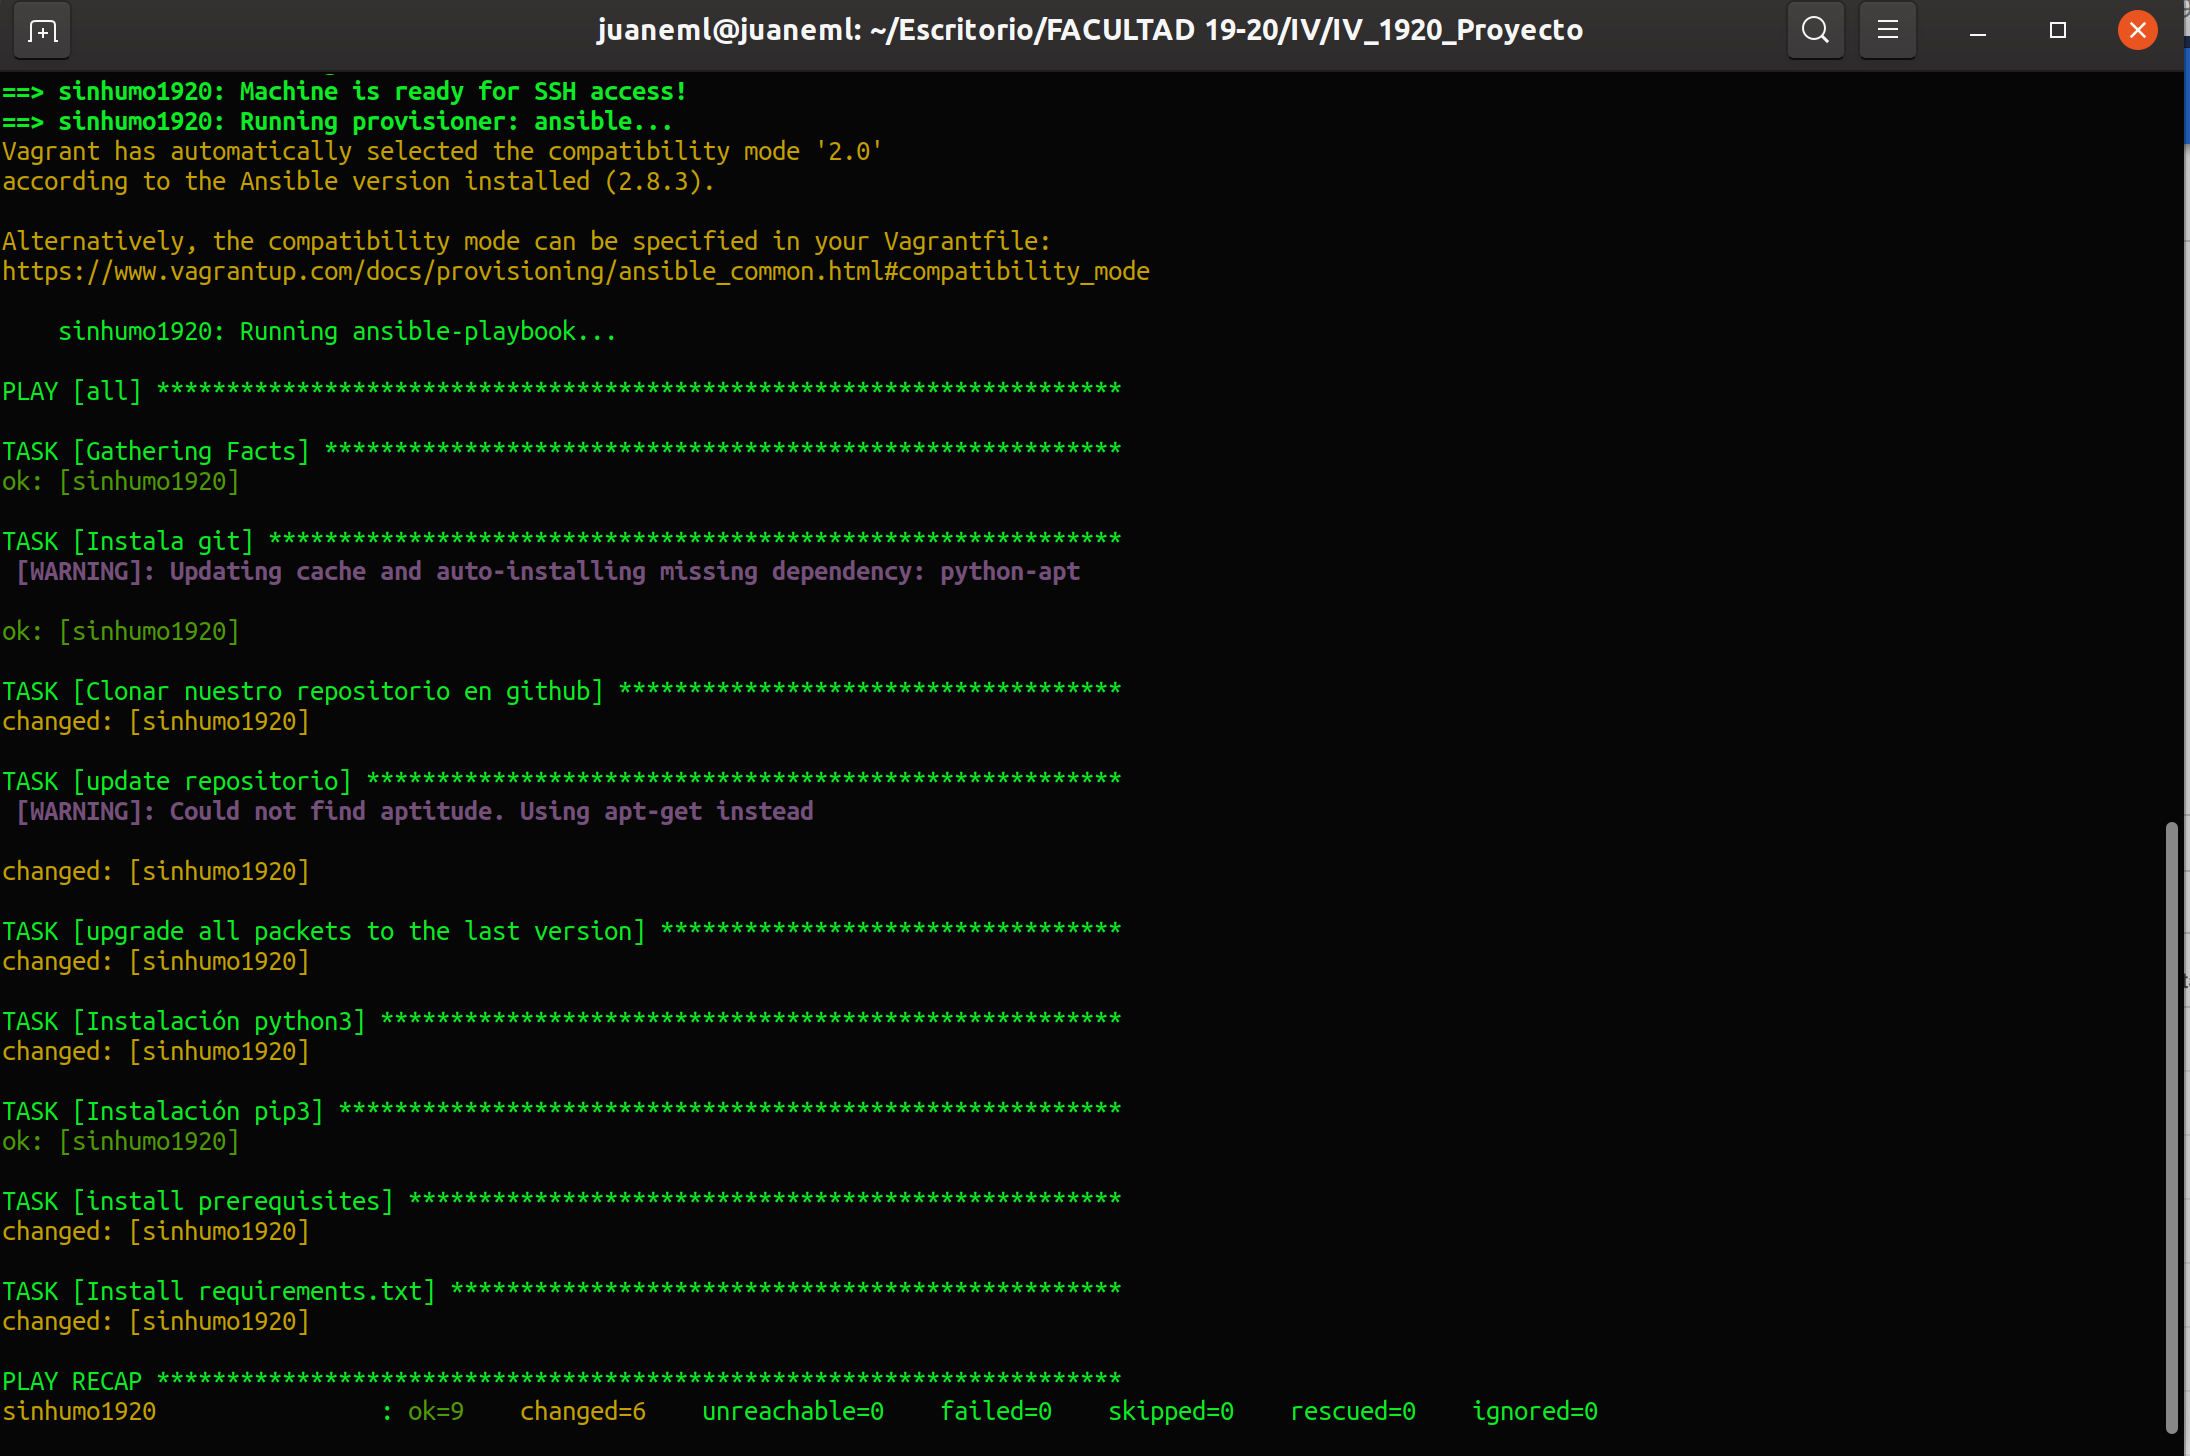 juaneml@juaneml: ~/Escritorio/FACULTAD 19-20/IV/IV_1920_Proyecto
==> sinhumo1920: Machine is ready for SSH access!
==> sinhumo1920: Running provisioner: ansible...
Vagrant has automatically selected the compatibility mode '2.0'
according to the Ansible version installed (2.8.3).
Alternatively, the compatibility mode can be specified in your Vagrantfile:
https://www.vagrantup.com/docs/provisioning/ansible_common.html#compatibility_mode
    sinhumo1920: Running ansible-playbook...
PLAY [all] *********************************************************************
TASK [Gathering Facts] *********************************************************
ok: [sinhumo1920]
TASK [Instala git] *************************************************************
 [WARNING]: Updating cache and auto-installing missing dependency: python-apt
ok: [sinhumo1920]
TASK [Clonar nuestro repositorio en github] ************************************
changed: [sinhumo1920]
TASK [update repositorio] ******************************************************
 [WARNING]: Could not find aptitude. Using apt-get instead
changed: [sinhumo1920]
TASK [upgrade all packets to the last version] *********************************
changed: [sinhumo1920]
TASK [Instalación python3] *****************************************************
changed: [sinhumo1920]
TASK [Instalación pip3] ********************************************************
ok: [sinhumo1920]
TASK [install prerequisites] ***************************************************
changed: [sinhumo1920]
TASK [Install requirements.txt] ************************************************
changed: [sinhumo1920]
PLAY RECAP *********************************************************************
sinhumo1920                : ok=9    changed=6    unreachable=0    failed=0    skipped=0    rescued=0    ignored=0